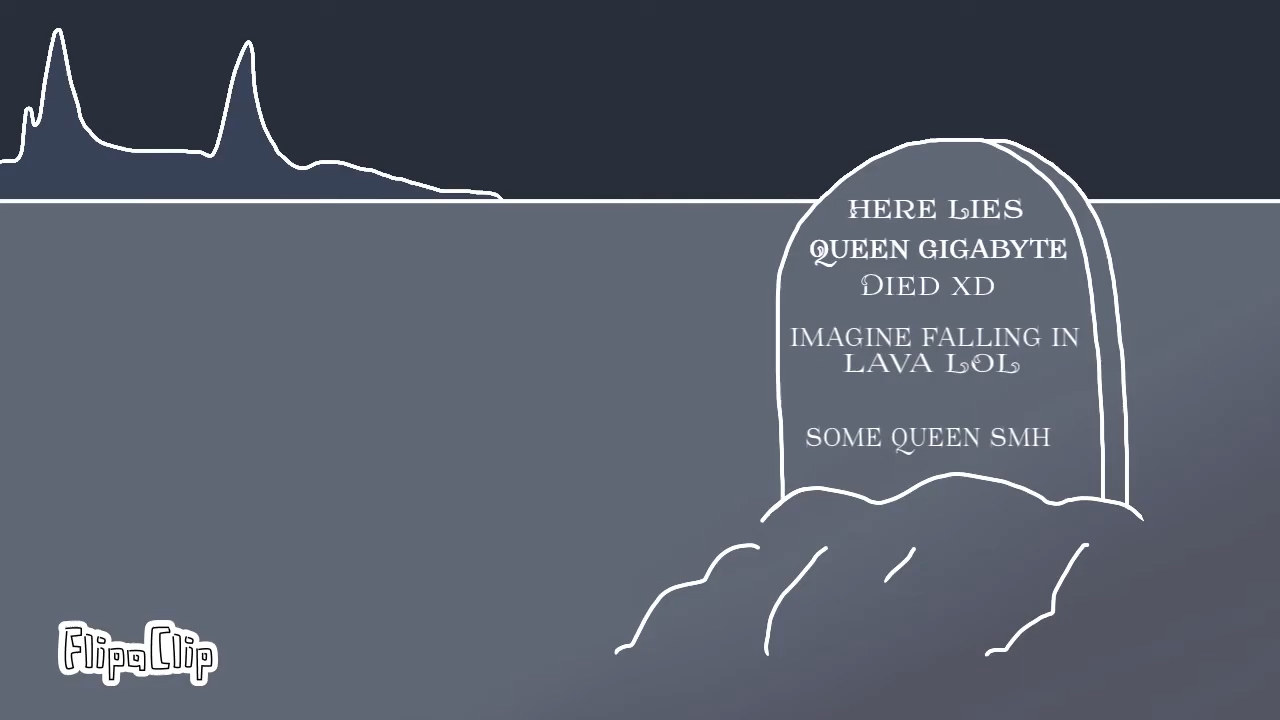 HERE LIES
QUEEN GIGABYTE
DIED XD
IMAGINE FALLING IN
LAVA LOL
SOME QUEEN SMH
FlipaClip